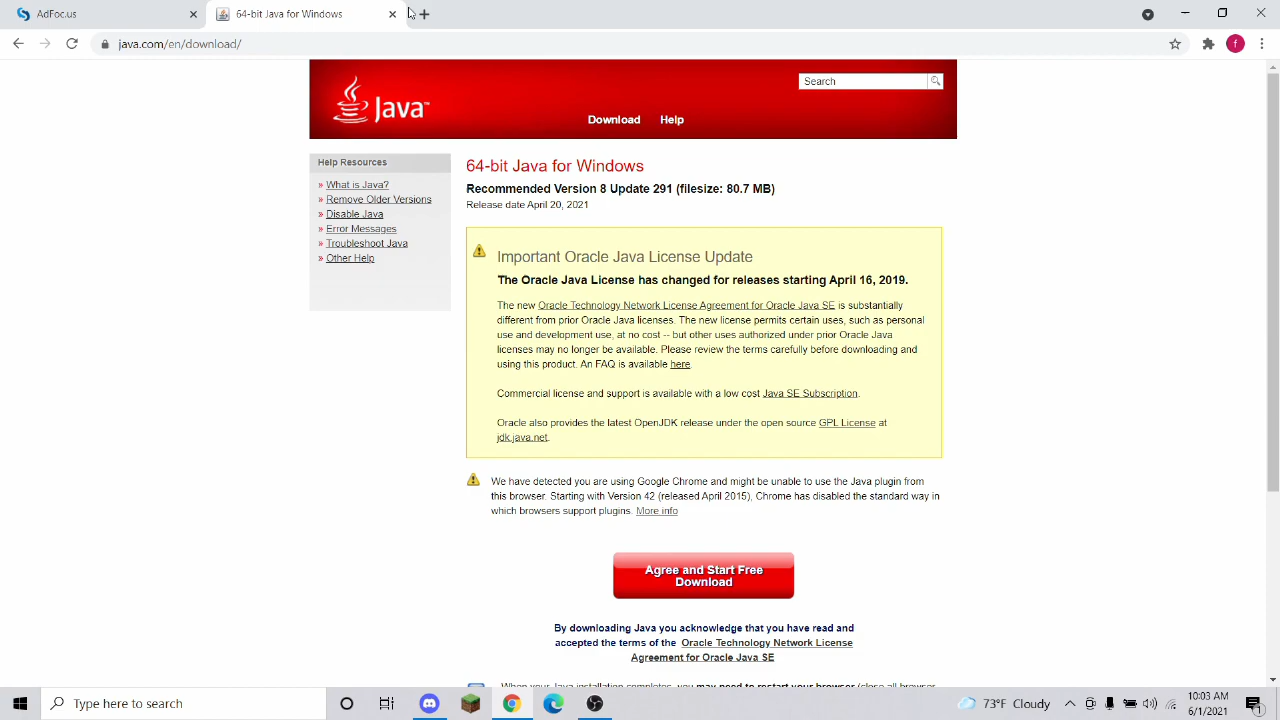 AdFocus
64-bit Java for Windows
java.com/en/download/
f
Java™
Search
Download Help
Help Resources
» What is Java?
» Remove Older Versions
» Disable Java
» Error Messages
» Troubleshoot Java
» Other Help
64-bit Java for Windows
Recommended Version 8 Update 291 (filesize: 80.7 MB)
Release date April 20, 2021
Important Oracle Java License Update
The Oracle Java License has changed for releases starting April 16, 2019.
The new Oracle Technology Network License Agreement for Oracle Java SE is substantially
different from prior Oracle Java licenses. The new license permits certain uses, such as personal
use and development use, at no cost -- but other uses authorized under prior Oracle Java
licenses may no longer be available. Please review the terms carefully before downloading and
using this product. An FAQ is available here.
Commercial license and support is available with a low cost Java SE Subscription.
Oracle also provides the latest OpenJDK release under the open source GPL License at
jdk.java.net.
We have detected you are using Google Chrome and might be unable to use the Java plugin from
this browser. Starting with Version 42 (released April 2015), Chrome has disabled the standard way in
which browsers support plugins. More info
Agree and Start Free
Download
By downloading Java you acknowledge that you have read and
accepted the terms of the Oracle Technology Network License
Agreement for Oracle Java SE
When your Java installation completes, you may need to restart your browser (close all browser
Type here to search
73°F Cloudy
10:03 AM
6/1/2021
1